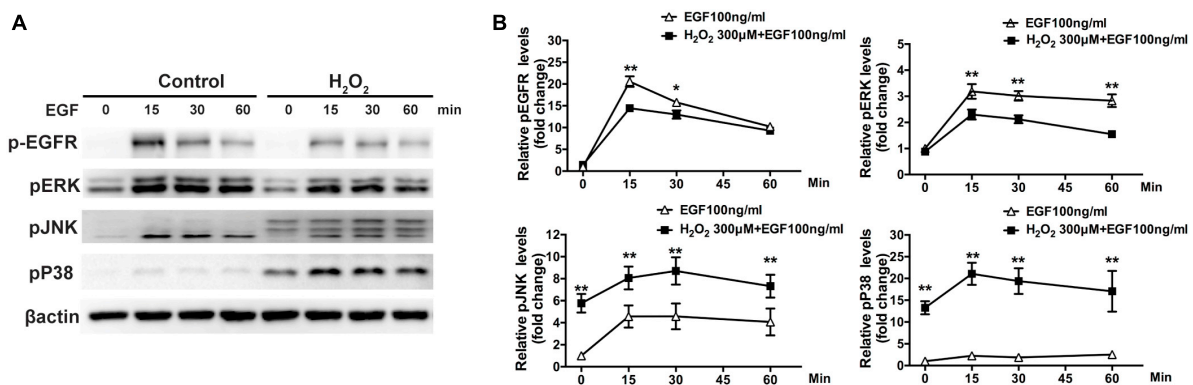 A
Control
H₂O₂
EGF 0 15 30 60 0 15 30 60 min
p-EGFR
pERK
pJNK
pP38
βactin
B
EGF100ng/ml
H₂O₂ 300μM+EGF100ng/ml
Relative pEGFR levels
(fold change)
30
25
20
15
10
5
0
**
*
0 15 30 45 60 Min
EGF100ng/ml
H₂O₂ 300μM+EGF100ng/ml
Relative pERK levels
(fold change)
5
4
3
2
1
0
** ** **
0 15 30 45 60 Min
EGF100ng/ml
H₂O₂ 300μM+EGF100ng/ml
Relative pJNK levels
(fold change)
12
10
8
6
4
2
0
** ** ** **
0 15 30 45 60 Min
EGF100ng/ml
H₂O₂ 300μM+EGF100ng/ml
Relative pP38 levels
(fold change)
30
25
20
15
10
5
0
** ** ** **
0 15 30 45 60 Min